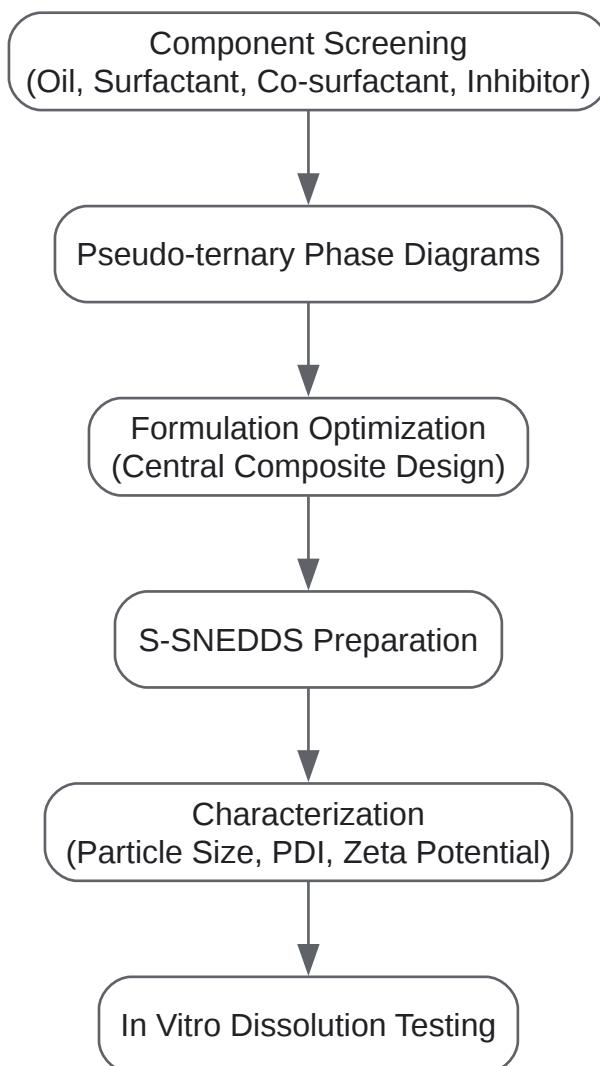 Component Screening
(Oil, Surfactant, Co-surfactant, Inhibitor)
Pseudo-ternary Phase Diagrams
Formulation Optimization
(Central Composite Design)
S-SNEDDS Preparation
Characterization
(Particle Size, PDI, Zeta Potential)
In Vitro Dissolution Testing